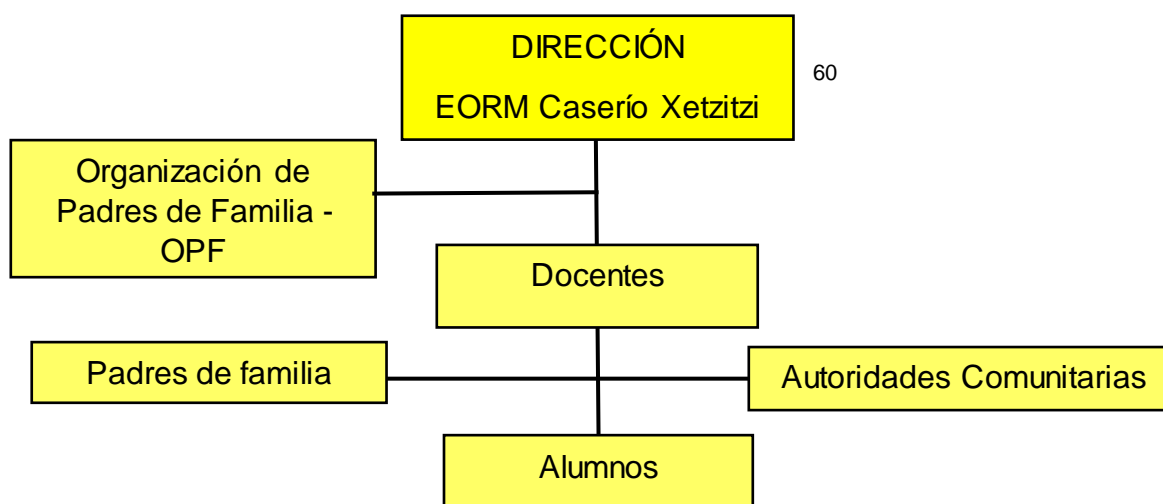 DIRECCIÓN
EORM Caserío Xetzitzi
60
Organización de
Padres de Familia -
OPF
Docentes
Padres de familia
Autoridades Comunitarias
Alumnos